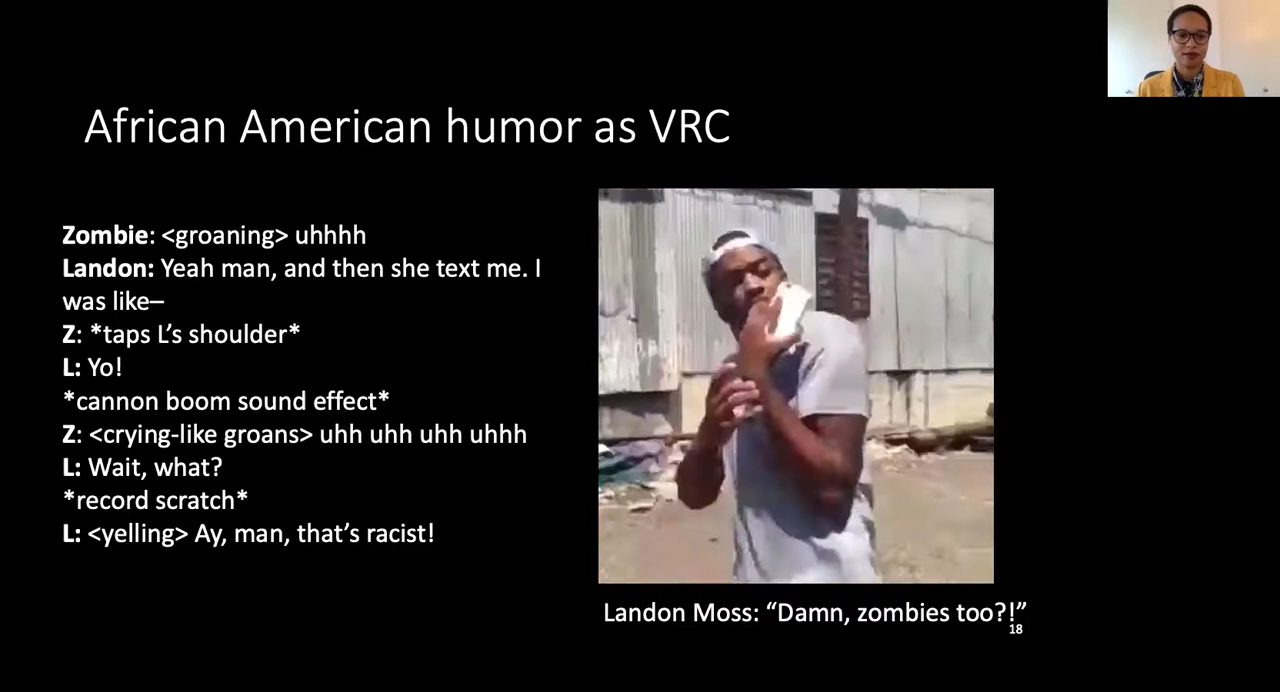 African American humor as VRC
Zombie: <groaning> uhhhh
Landon: Yeah man, and then she text me. I
was like–
Z: *taps L’s shoulder*
L: Yo!
*cannon boom sound effect*
Z: <crying-like groans> uhh uhh uhh uhhh
L: Wait, what?
*record scratch*
L: <yelling> Ay, man, that’s racist!
Landon Moss: “Damn, zombies too?!”
18